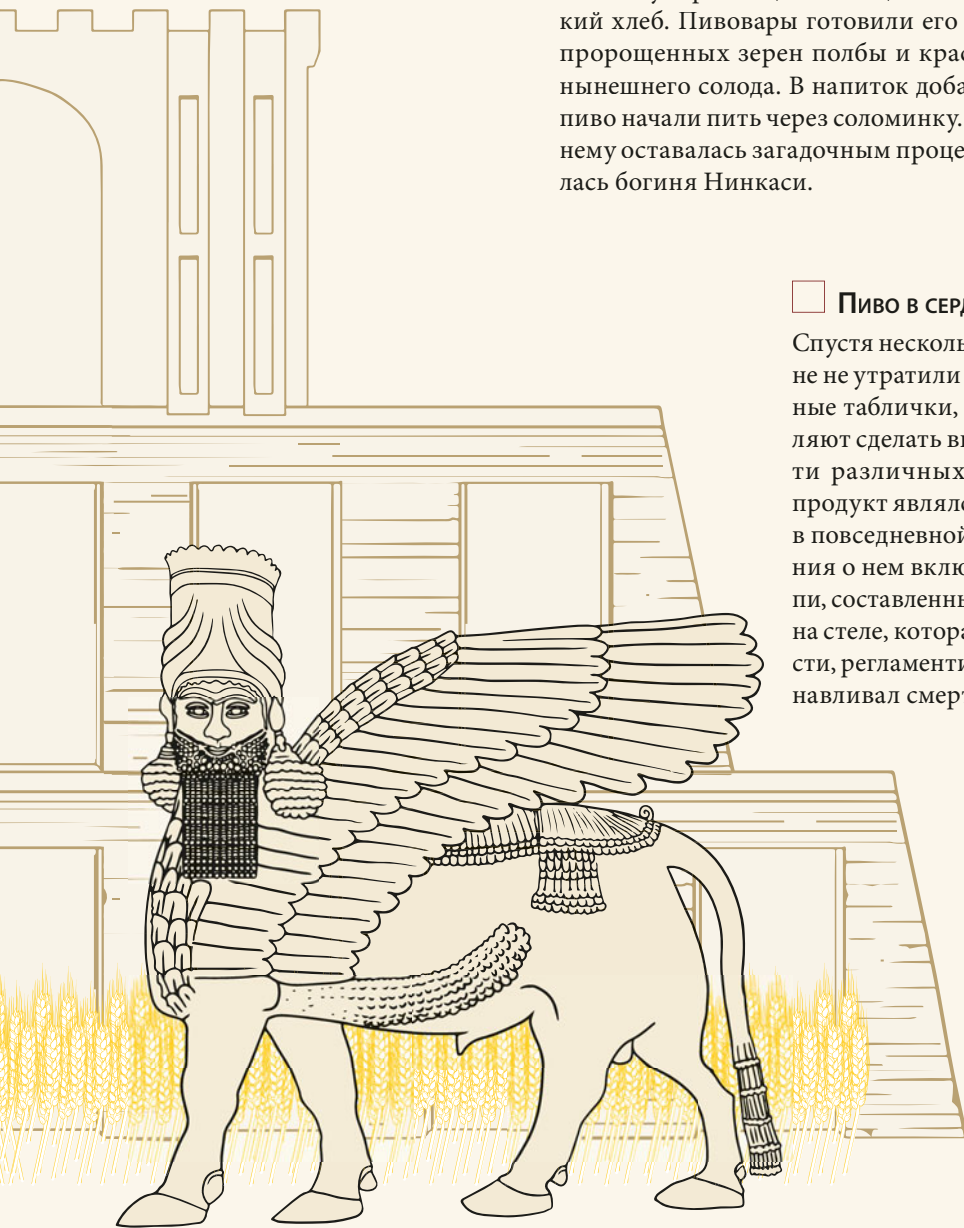 кий хлеб. Пивовары готовили его
пророщенных зерен полбы и крас
нынешнего солода. В напиток доба
пиво начали пить через соломинку.
нему оставалась загадочным проце
лась богиня Нинкаси.
Пиво в серд
Спустя несколь
не не утратили
ные таблички,
ляют сделать вы
ти различных
продукт являло
в повседневной
ния о нем вклю
пи, составленны
на стеле, котора
сти, регламенти
навливал смерт